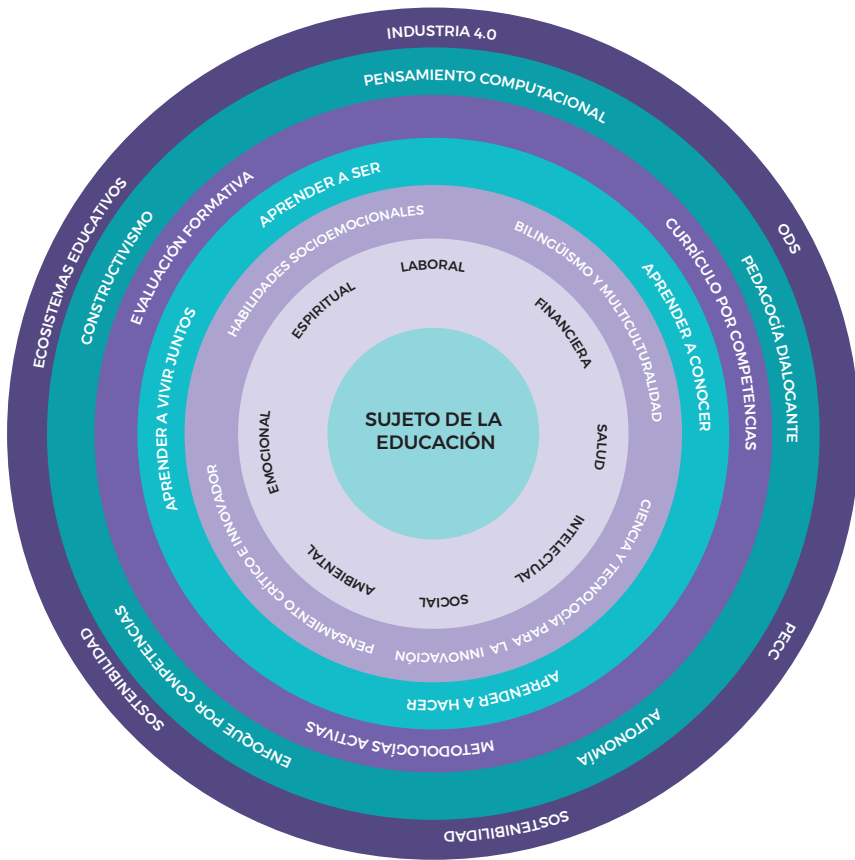 INDUSTRIA 4.0
ODS
PECC
SOSTENIBILIDAD
SOSTENIBILIDAD
ECOSISTEMAS EDUCATIVOS
PENSAMIENTO COMPUTACIONAL
PEDAGOGÍA DIALOGANTE
AUTONOMÍA
ENFOQUE POR COMPETENCIAS
CONSTRUCTIVISMO
CURRÍCULO POR COMPETENCIAS
METODOLOGÍAS ACTIVAS
EVALUACIÓN FORMATIVA
APRENDER A SER
APRENDER A CONOCER
APRENDER A HACER
APRENDER A VIVIR JUNTOS
HABILIDADES SOCIOEMOCIONALES
BILINGÜISMO Y MULTICULTURALIDAD
CIENCIA Y TECNOLOGÍA PARA LA INNOVACIÓN
PENSAMIENTO CRÍTICO E INNOVADOR
LABORAL
FINANCIERA
SALUD
INTELECTUAL
SOCIAL
AMBIENTAL
EMOCIONAL
ESPIRITUAL
SUJETO DE LA
EDUCACIÓN